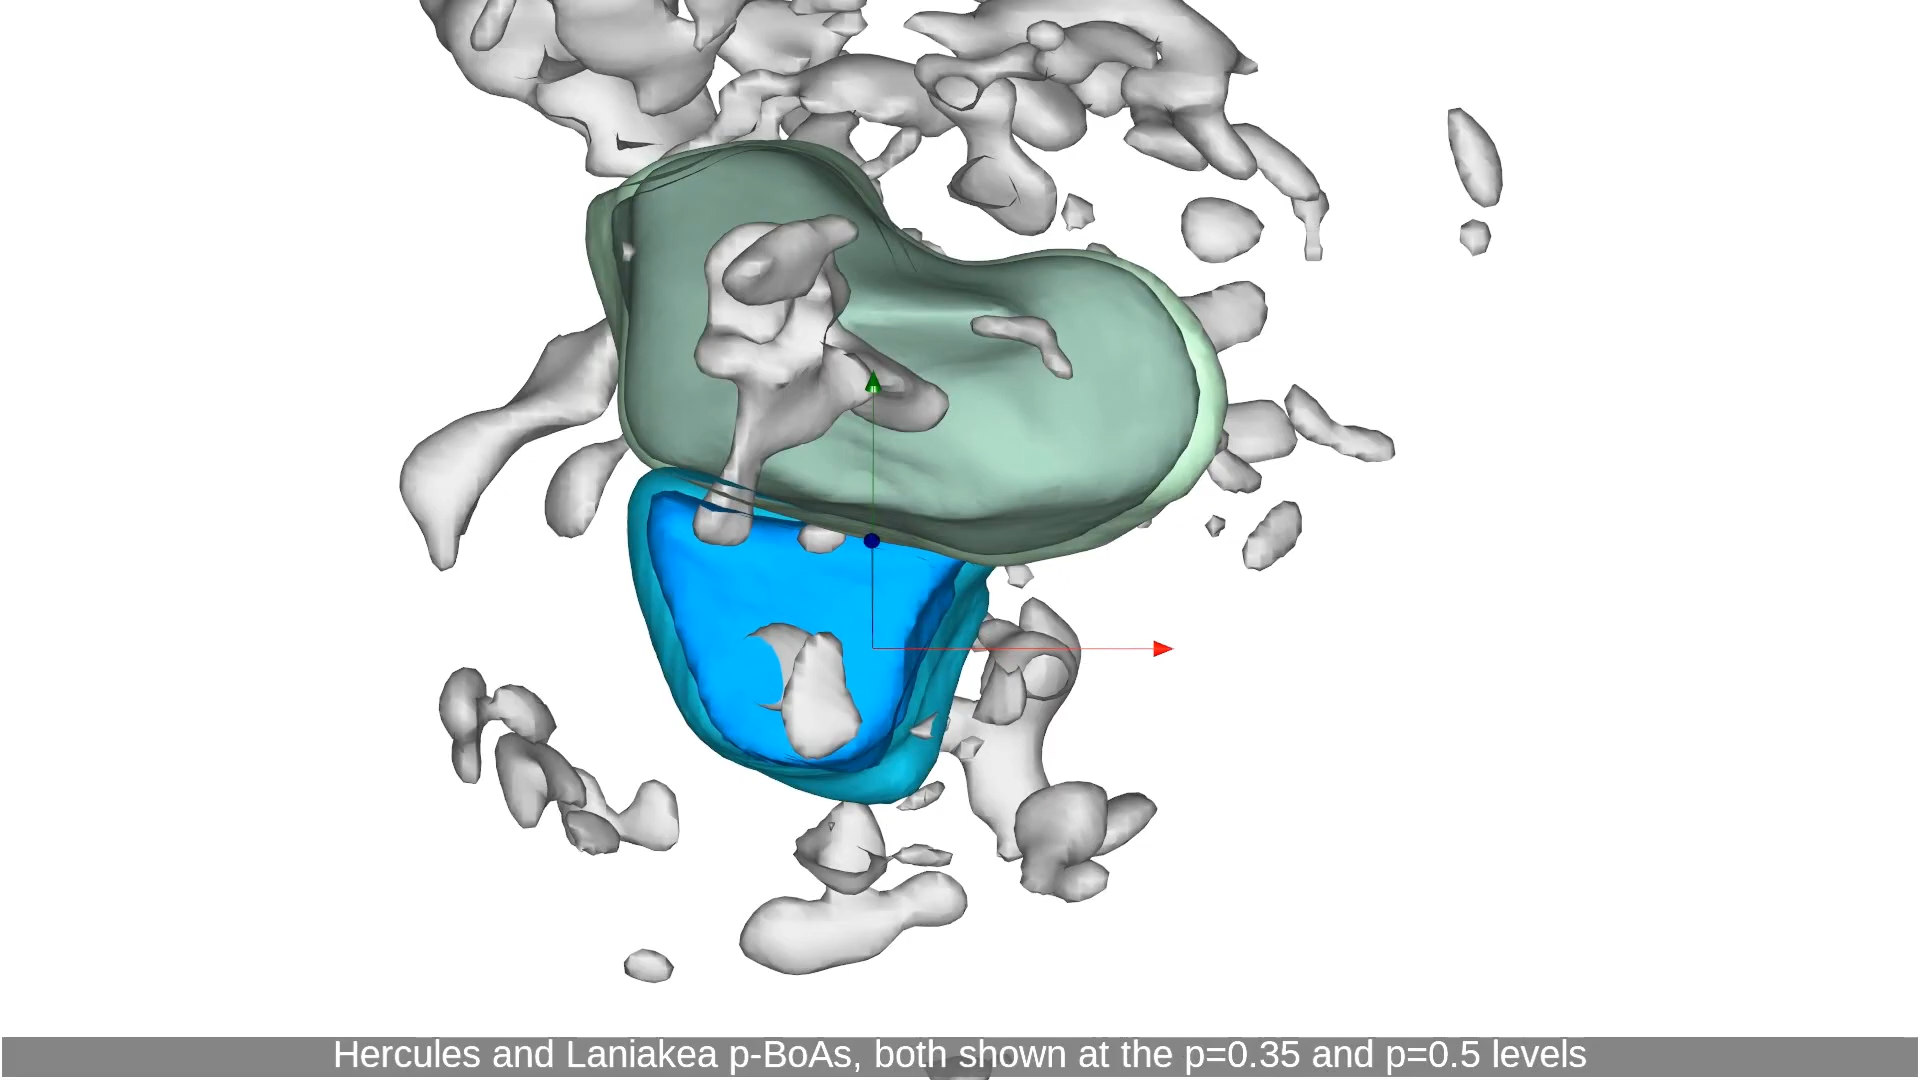 Hercules and Laniakea p-BoAs, both shown at the p=0.35 and p=0.5 levels